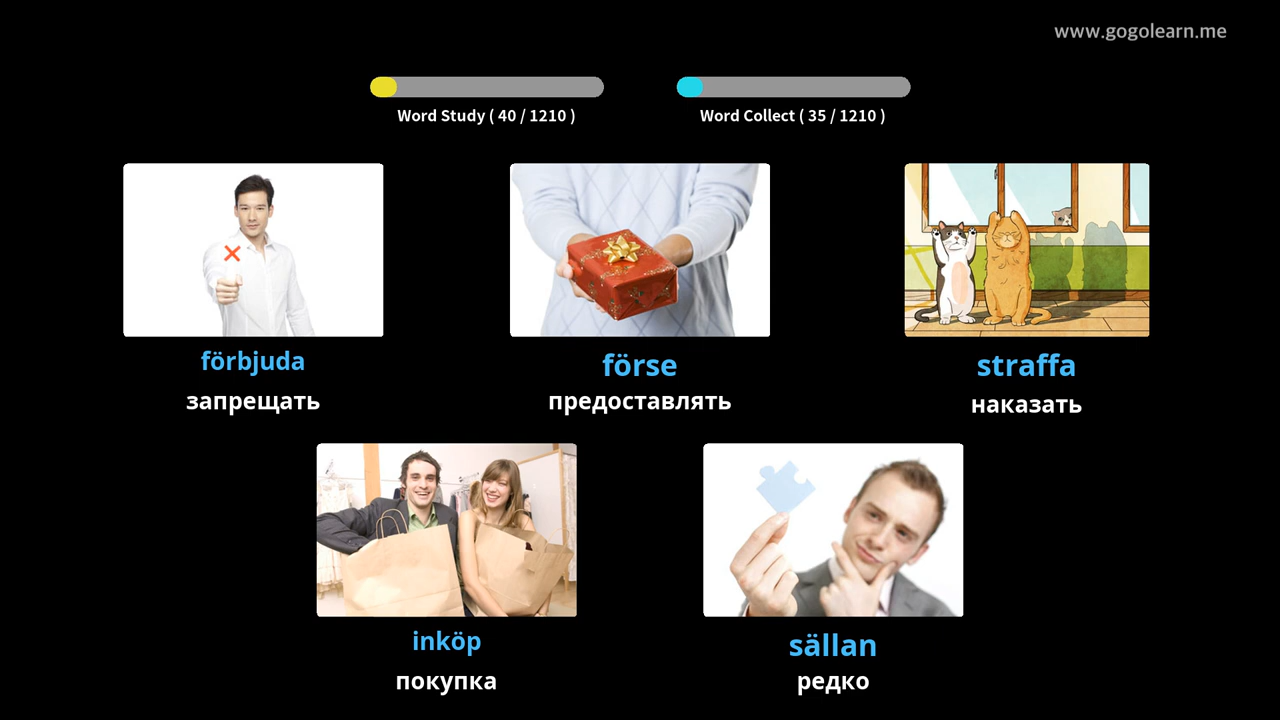 www.gogolearn.me
Word Study ( 40 / 1210 )
Word Collect ( 35 / 1210 )
förbjuda
запрещать
förse
предоставлять
straffa
наказать
inköp
покупка
sällan
редко